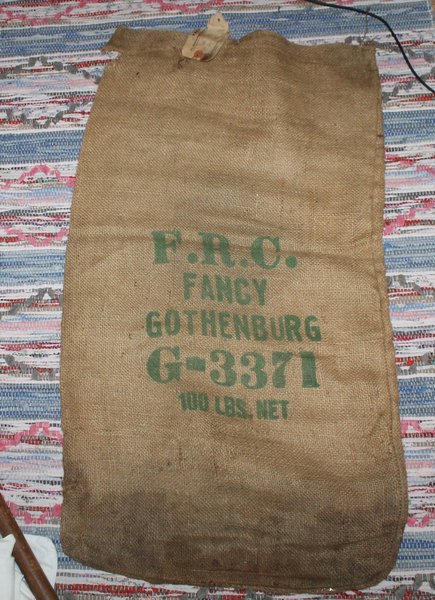 F.R.C.
FANCY
GOTHENBURG
G-3371
100 LBS. NET